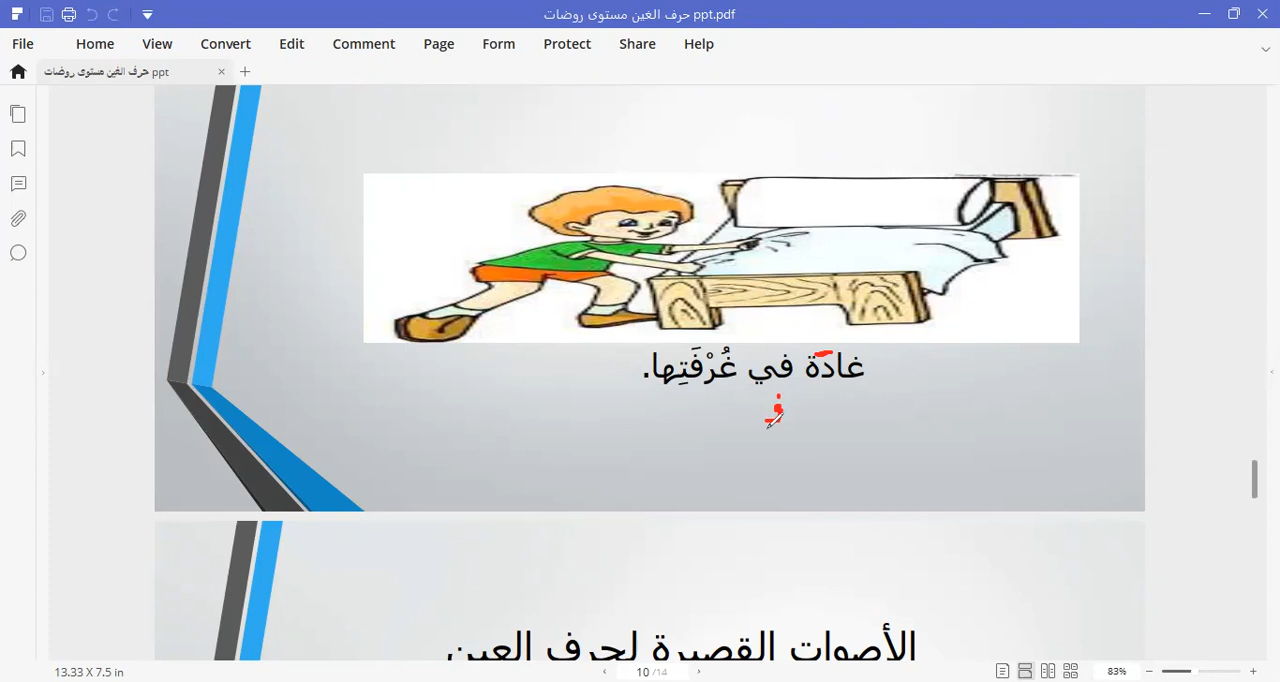 حرف الغين مستوى روضات ppt.pdf
File Home View Convert Edit Comment Page Form Protect Share Help
حرف الغين مستوى روضات ppt
غادة في غُرْفَتِها.
الأصوات القصيرة لحرف الغين
13.33 X 7.5 in
10 /14
83%